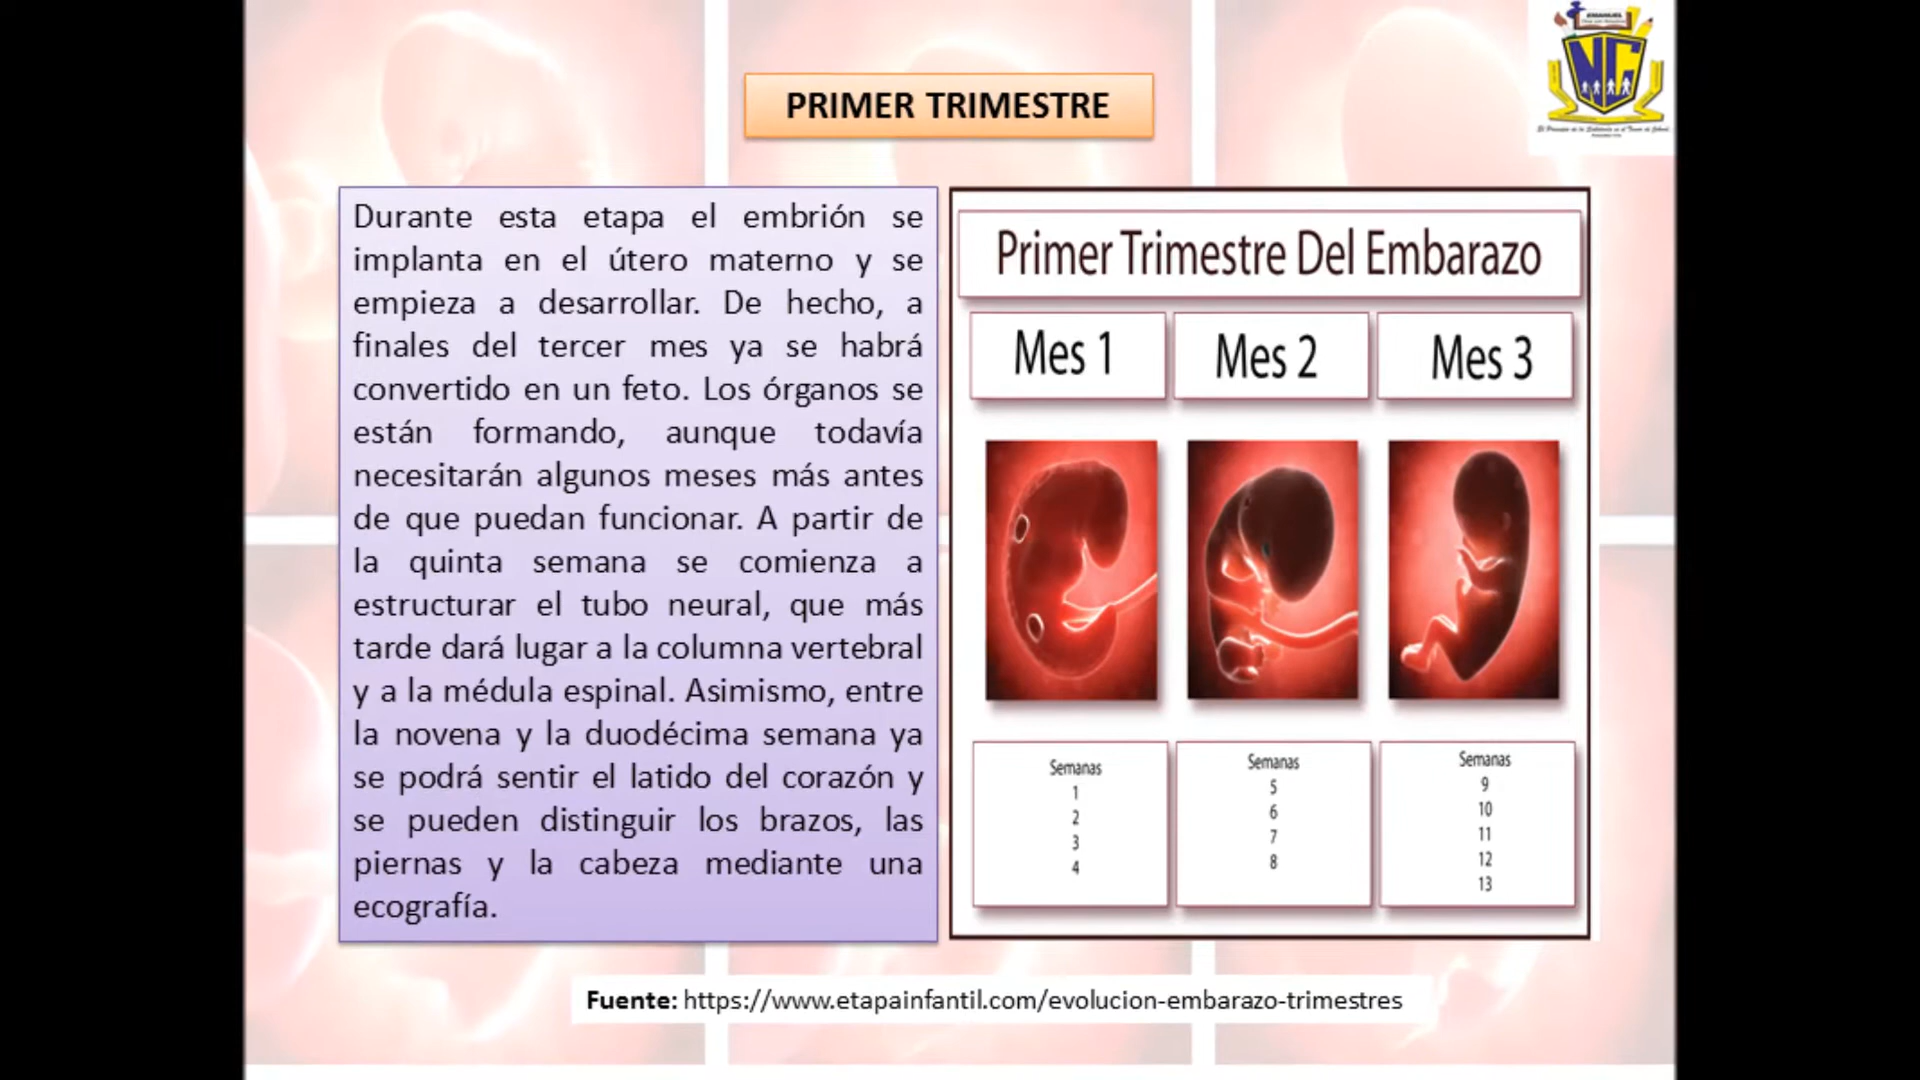 EMANUEL
NC
PRIMER TRIMESTRE
Durante esta etapa el embrión se
implanta en el útero materno y se
empieza a desarrollar. De hecho, a
finales del tercer mes ya se habrá
convertido en un feto. Los órganos se
están formando, aunque todavía
necesitarán algunos meses más antes
de que puedan funcionar. A partir de
la quinta semana se comienza a
estructurar el tubo neural, que más
tarde dará lugar a la columna vertebral
y a la médula espinal. Asimismo, entre
la novena y la duodécima semana ya
se podrá sentir el latido del corazón y
se pueden distinguir los brazos, las
piernas y la cabeza mediante una
ecografía.
Primer Trimestre Del Embarazo
Mes 1
Mes 2
Mes 3
Semanas
1
2
3
4
Semanas
5
6
7
8
Semanas
9
10
11
12
13
Fuente: https://www.etapainfantil.com/evolucion-embarazo-trimestres